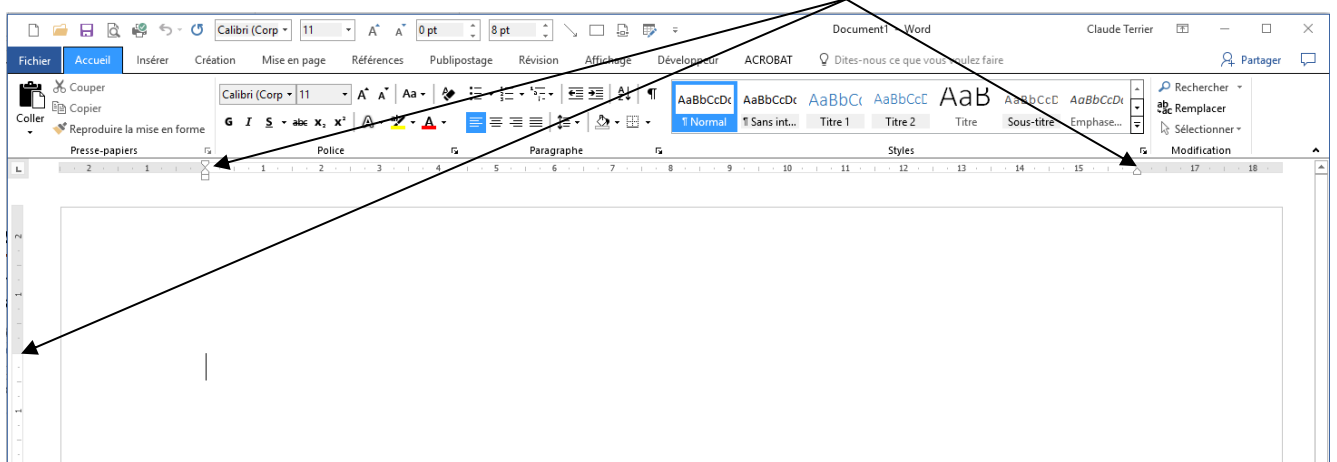 Calibri (Corp 11 A A 0 pt 8 pt Document1 - Word Claude Terrier
Fichier Accueil Insérer Création Mise en page Références Publipostage Révision Affichage Développeur ACROBAT Dites-nous ce que vous voulez faire Partager
Coller
Couper
Copier
Reproduire la mise en forme
Presse-papiers
Calibri (Corp 11 A A Aa
G I S abc x₂ x² A A
Police
Paragraphe
AaBbCcDc AaBbCcDc AaBbCc AaBbCcE AaB AaBbCcD AaBbCcDc
¶ Normal ¶ Sans int... Titre 1 Titre 2 Titre Sous-titre Emphase...
Styles
Rechercher
Remplacer
Sélectionner
Modification
L 2 1 1 2 3 4 5 6 7 8 9 10 11 12 13 14 15 17 18
2
1
1